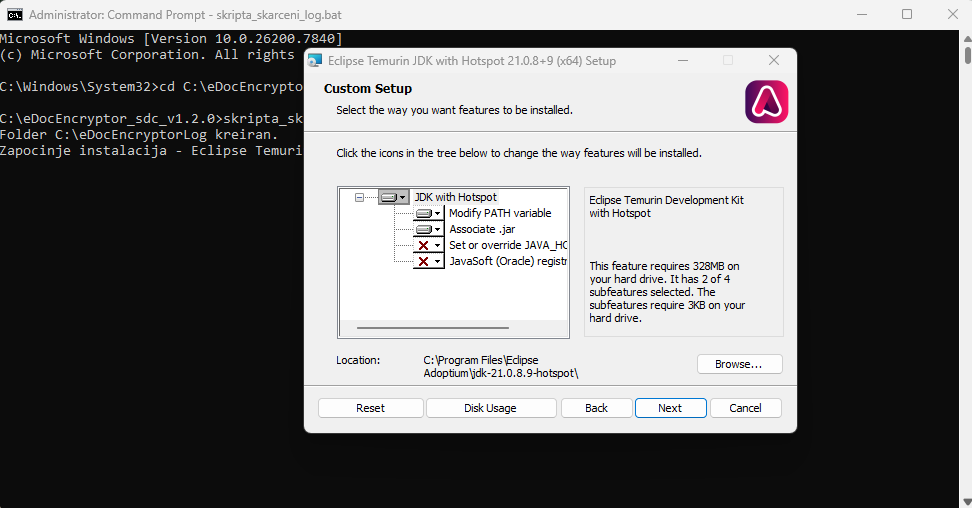 Administrator: Command Prompt - skripta_skarceni_log.bat
Microsoft Windows [Version 10.0.26200.7840]
(c) Microsoft Corporation. All rights
C:\Windows\System32>cd C:\eDocEncrypto
C:\eDocEncryptor_sdc_v1.2.0>skripta_sk
Folder C:\eDocEncryptorLog kreiran.
Zapocinje instalacija - Eclipse Temuri
Eclipse Temurin JDK with Hotspot 21.0.8+9 (x64) Setup
Custom Setup
Select the way you want features to be installed.
Click the icons in the tree below to change the way features will be installed.
JDK with Hotspot
Modify PATH variable
Associate .jar
Set or override JAVA_HO
JavaSoft (Oracle) registr
Eclipse Temurin Development Kit
with Hotspot
This feature requires 328MB on
your hard drive. It has 2 of 4
subfeatures selected. The
subfeatures require 3KB on your
hard drive.
Location:
C:\Program Files\Eclipse
Adoptium\jdk-21.0.8.9-hotspot\
Browse...
Reset
Disk Usage
Back
Next
Cancel